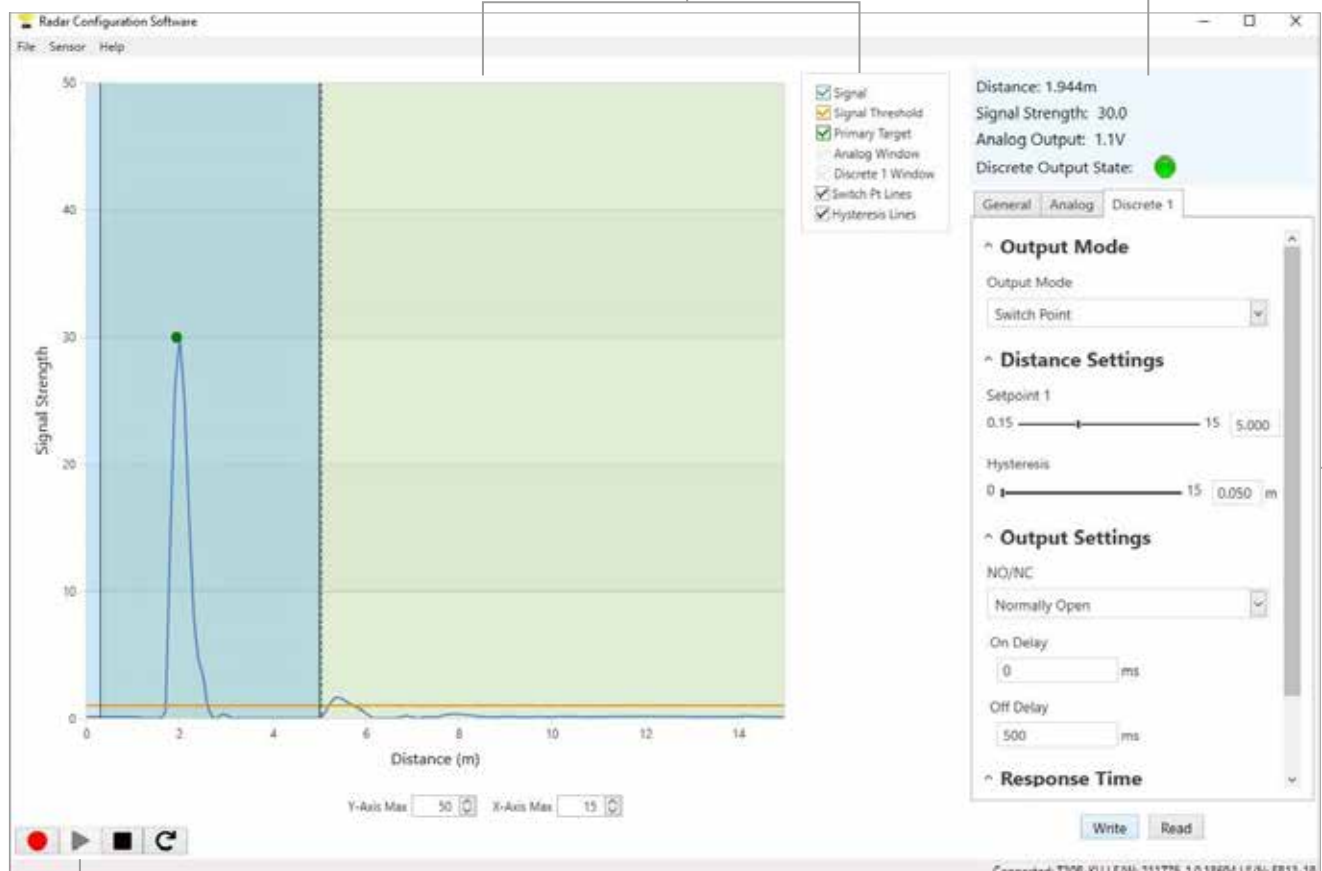 Radar Configuration Software
File Sensor Help
50
40
30
20
10
0
Signal Strength
0 2 4 6 8 10 12 14
Distance (m)
Y-Axis Max 50 X-Axis Max 15
Signal
Signal Threshold
Primary Target
Analog Window
Discrete 1 Window
Switch Pt Lines
Hysteresis Lines
Distance: 1.944m
Signal Strength: 30.0
Analog Output: 1.1V
Discrete Output State:
General Analog Discrete 1
Output Mode
Output Mode
Switch Point
Distance Settings
Setpoint 1
0.15 15 5.000
Hysteresis
0 15 0.050 m
Output Settings
NO/NC
Normally Open
On Delay
0 ms
Off Delay
500 ms
Response Time
Write Read
Connected: